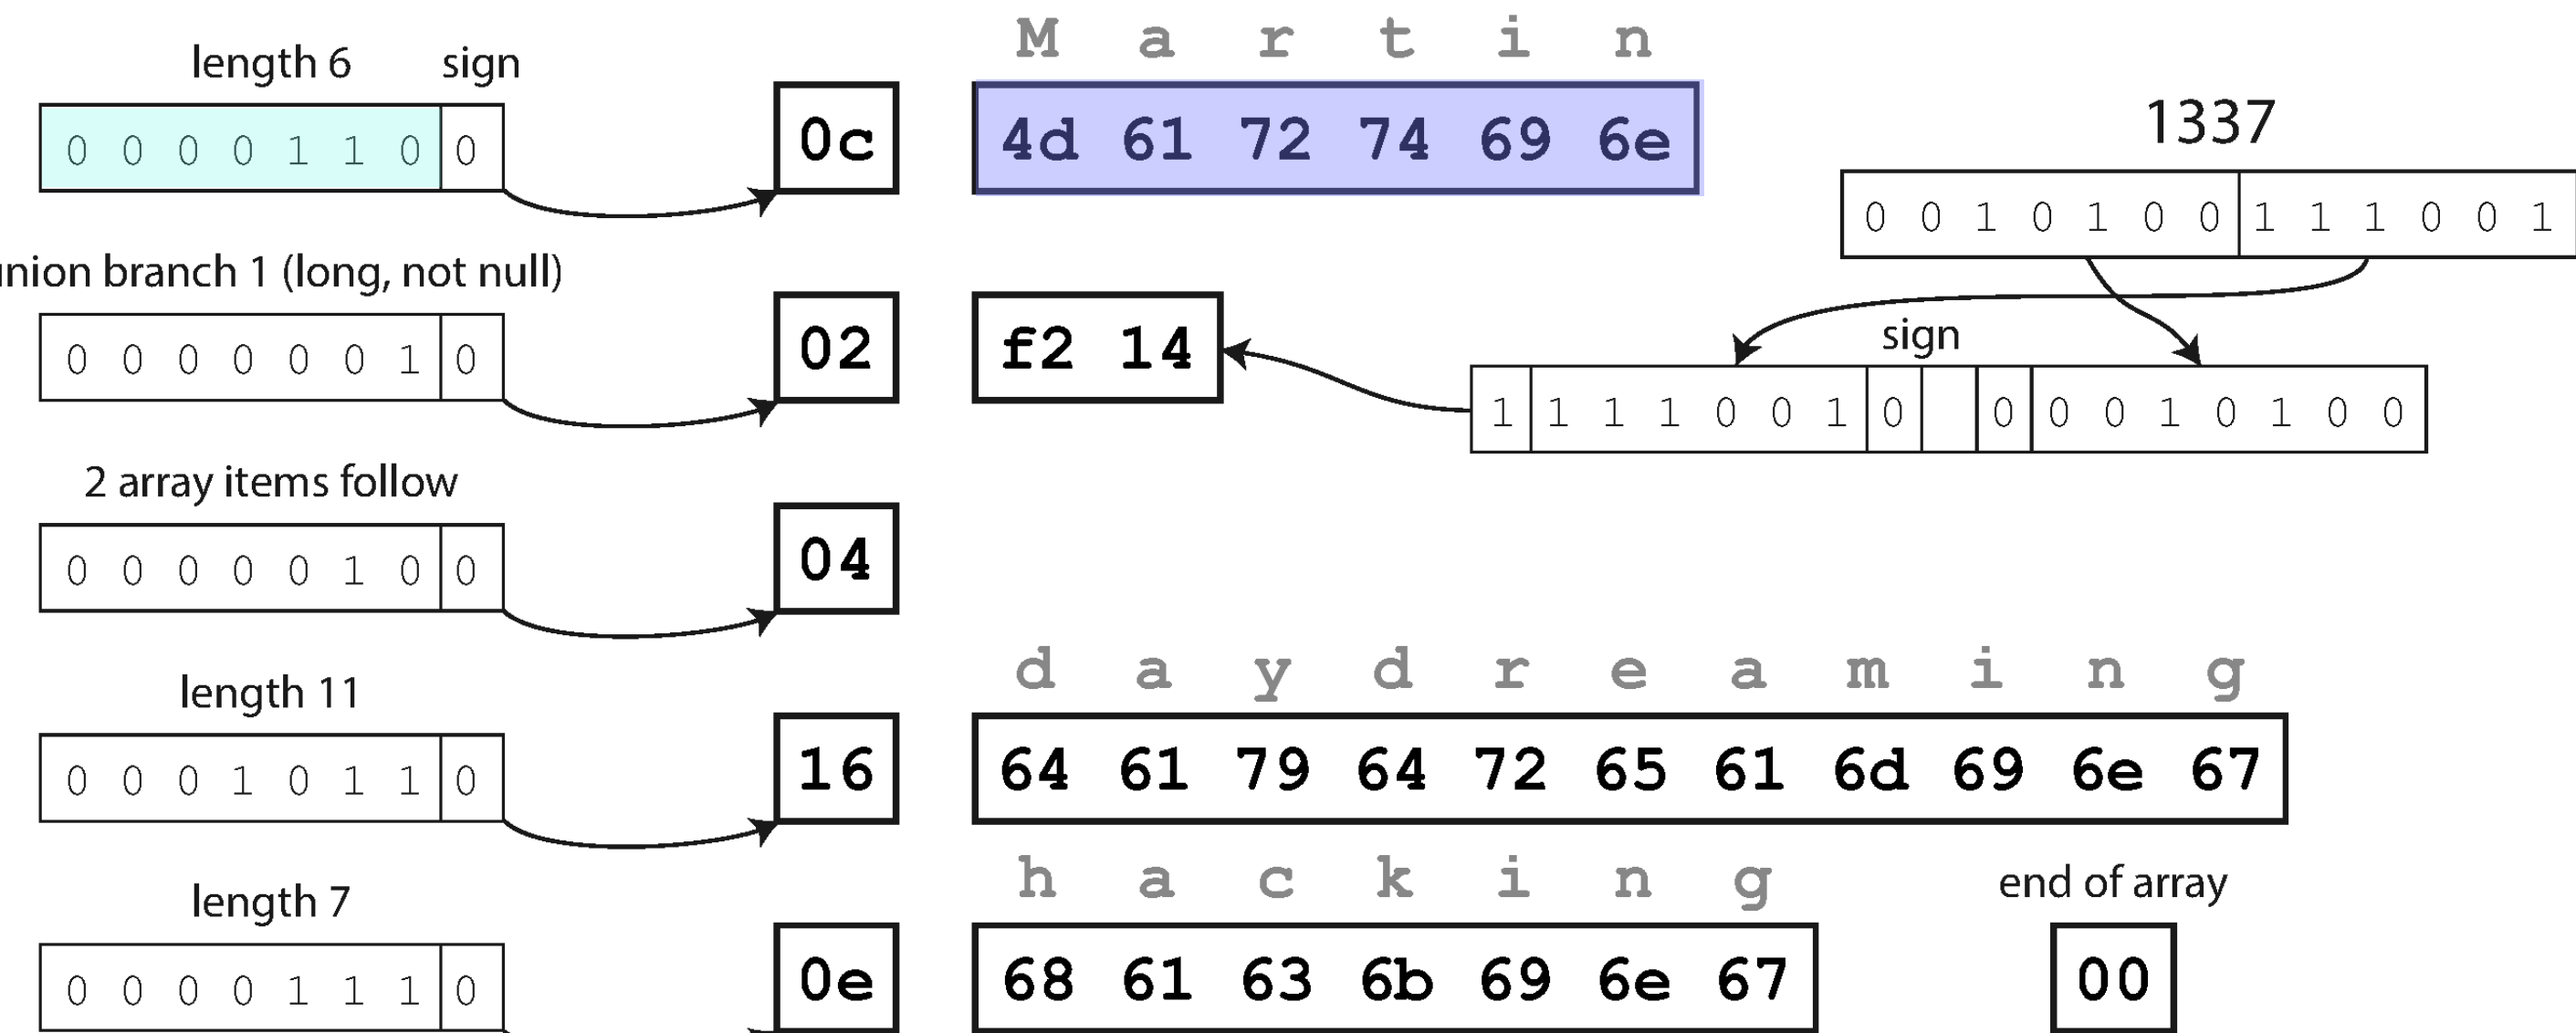 M a r t i n
length 6 sign
0 0 0 0 1 1 0 0
0c
4d 61 72 74 69 6e
1337
0 0 1 0 1 0 0 1 1 1 0 0 1
branch 1 (long, not null)
0 0 0 0 0 0 1 0
02
f2 14
sign
1 1 1 1 0 0 1 0 0 0 0 1 0 1 0 0
2 array items follow
0 0 0 0 0 1 0 0
04
length 11
d a y d r e a m i n g
0 0 0 1 0 1 1 0
16
64 61 79 64 72 65 61 6d 69 6e 67
length 7
h a c k i n g
end of array
0 0 0 0 1 1 1 0
0e
68 61 63 6b 69 6e 67
00